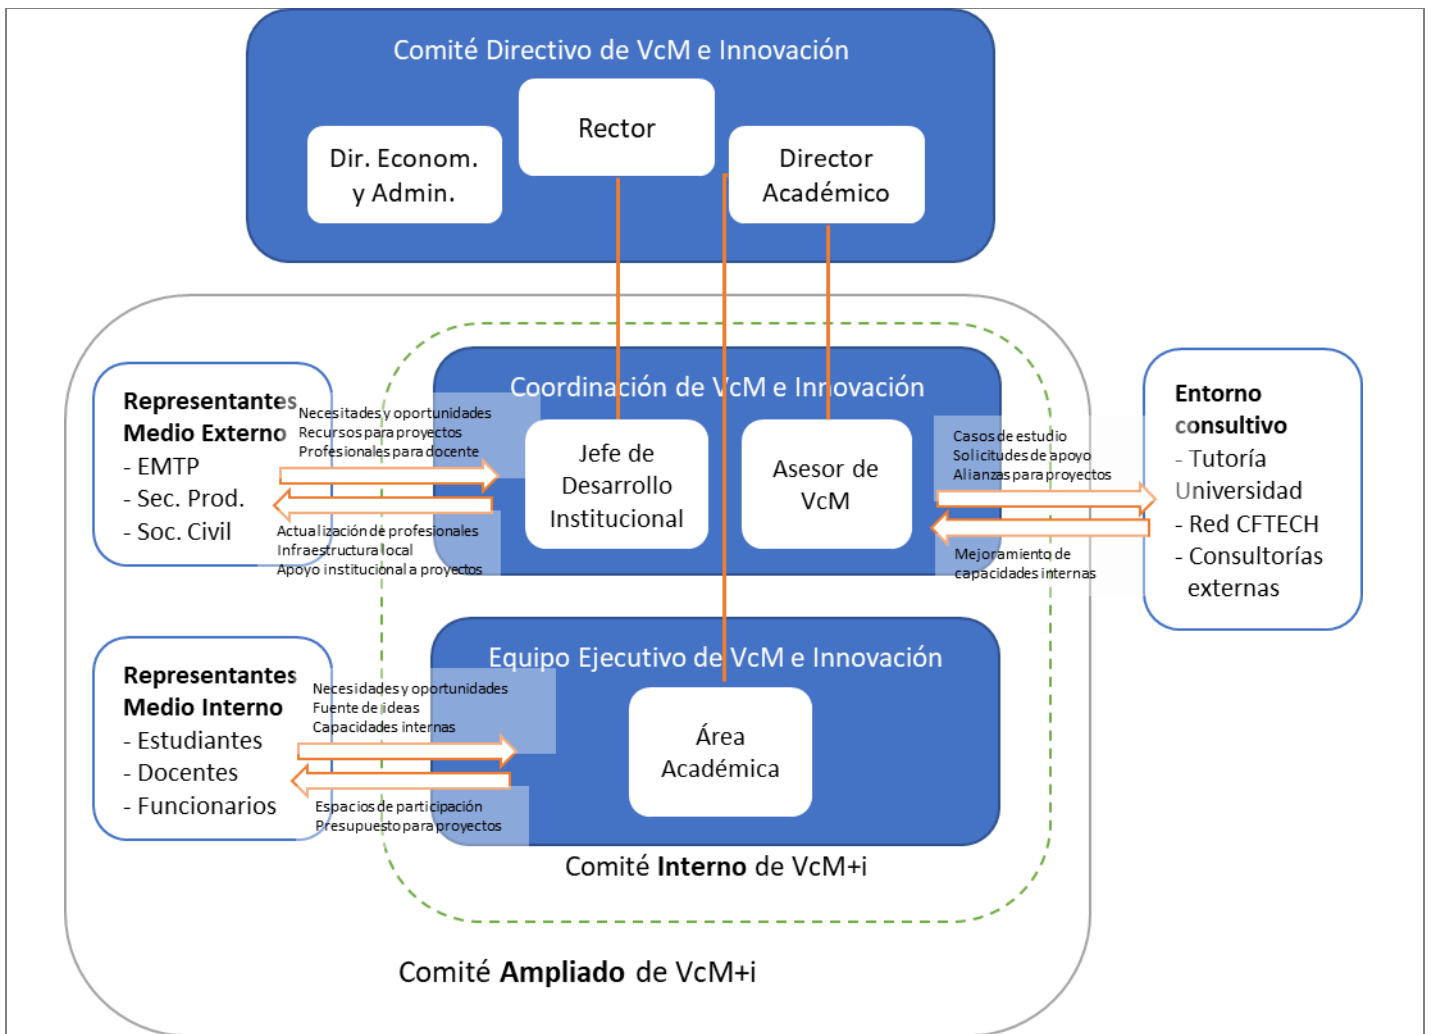 Comité Directivo de VcM e Innovación
Rector
Dir. Econom.
y Admin.
Director
Académico
Coordinación de VcM e Innovación
Representantes
Medio Externo
- EMTP
- Sec. Prod.
- Soc. Civil
Necesitades y oportunidades
Recursos para proyectos
Profesionales para docente
Actualización de profesionales
Infraestructura local
Apoyo institucional a proyectos
Jefe de
Desarrollo
Institucional
Asesor de
VcM
Casos de estudio
Solicitudes de apoyo
Alianzas para proyectos
Mejoramiento de
capacidades internas
Entorno
consultivo
- Tutoría
Universidad
- Red CFTECH
- Consultorías
externas
Equipo Ejecutivo de VcM e Innovación
Representantes
Medio Interno
- Estudiantes
- Docentes
- Funcionarios
Necesidades y oportunidades
Fuente de ideas
Capacidades internas
Espacios de participación
Presupuesto para proyectos
Área
Académica
Comité Interno de VcM+i
Comité Ampliado de VcM+i